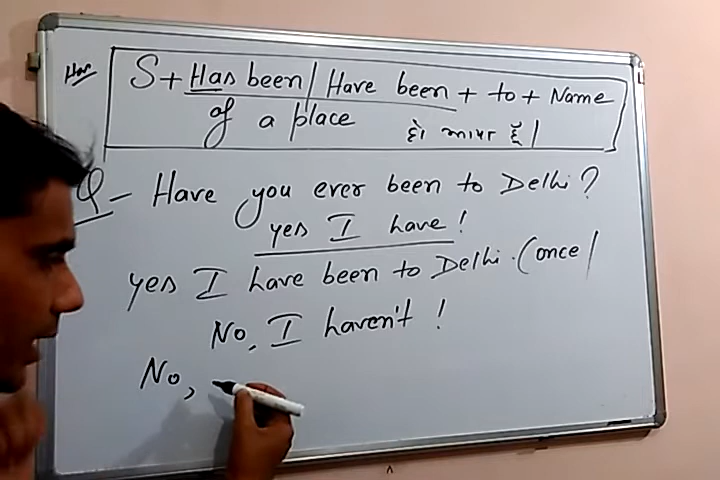 S + Has been / Have been + to + Name
of a place हो आया हूँ |
Q - Have you ever been to Delhi ?
yes I have !
yes I have been to Delhi . ( once /
No, I haven't !
No,